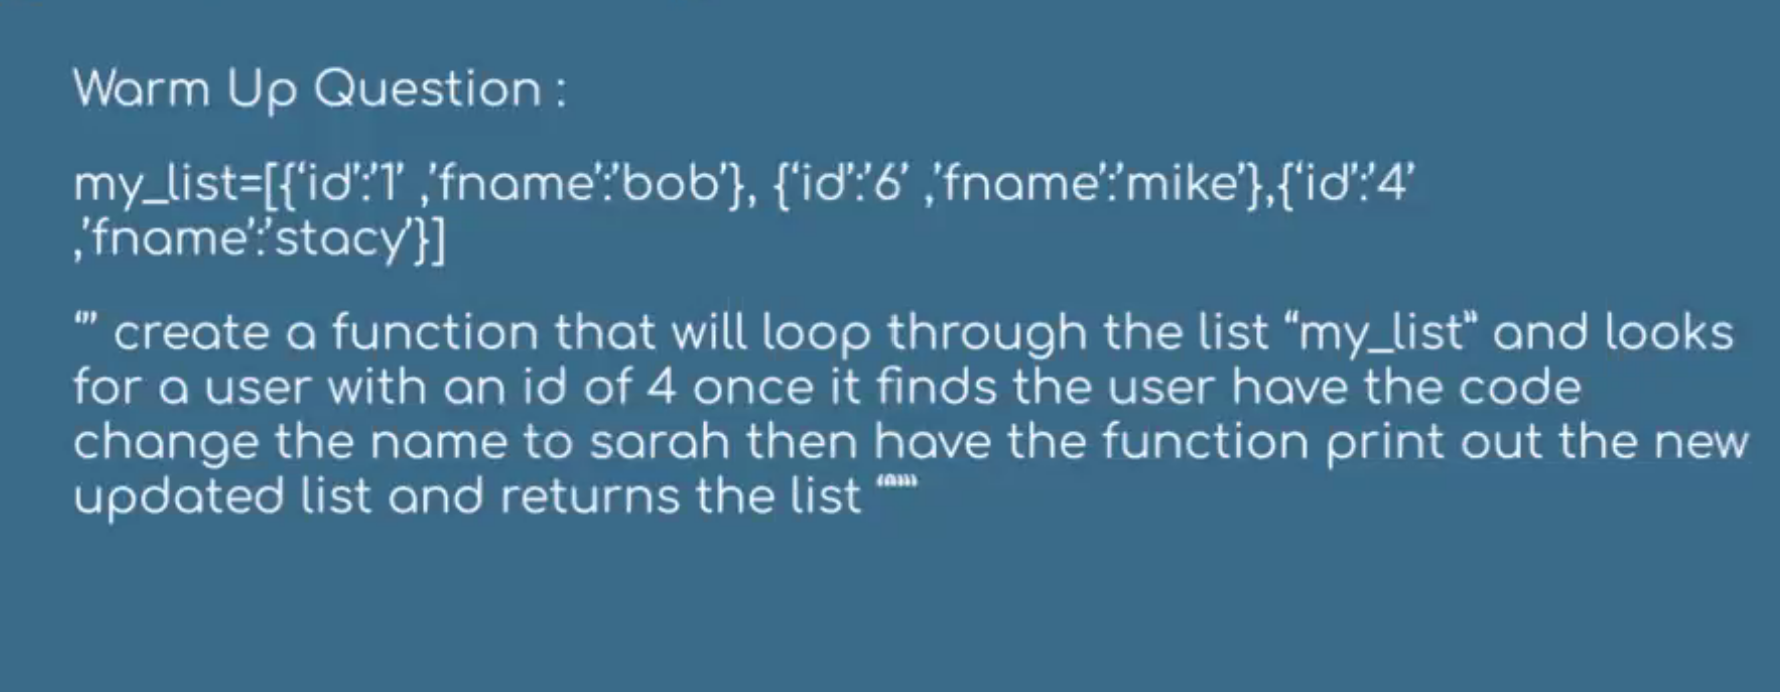 Warm Up Question :
my_list=[{‘id’:’1’ ,’fname’:’bob’}, {‘id’:’6’ ,’fname’:’mike’},{‘id’:’4’
,’fname’:’stacy’}]
‘’’ create a function that will loop through the list “my_list” and looks
for a user with an id of 4 once it finds the user have the code
change the name to sarah then have the function print out the new
updated list and returns the list